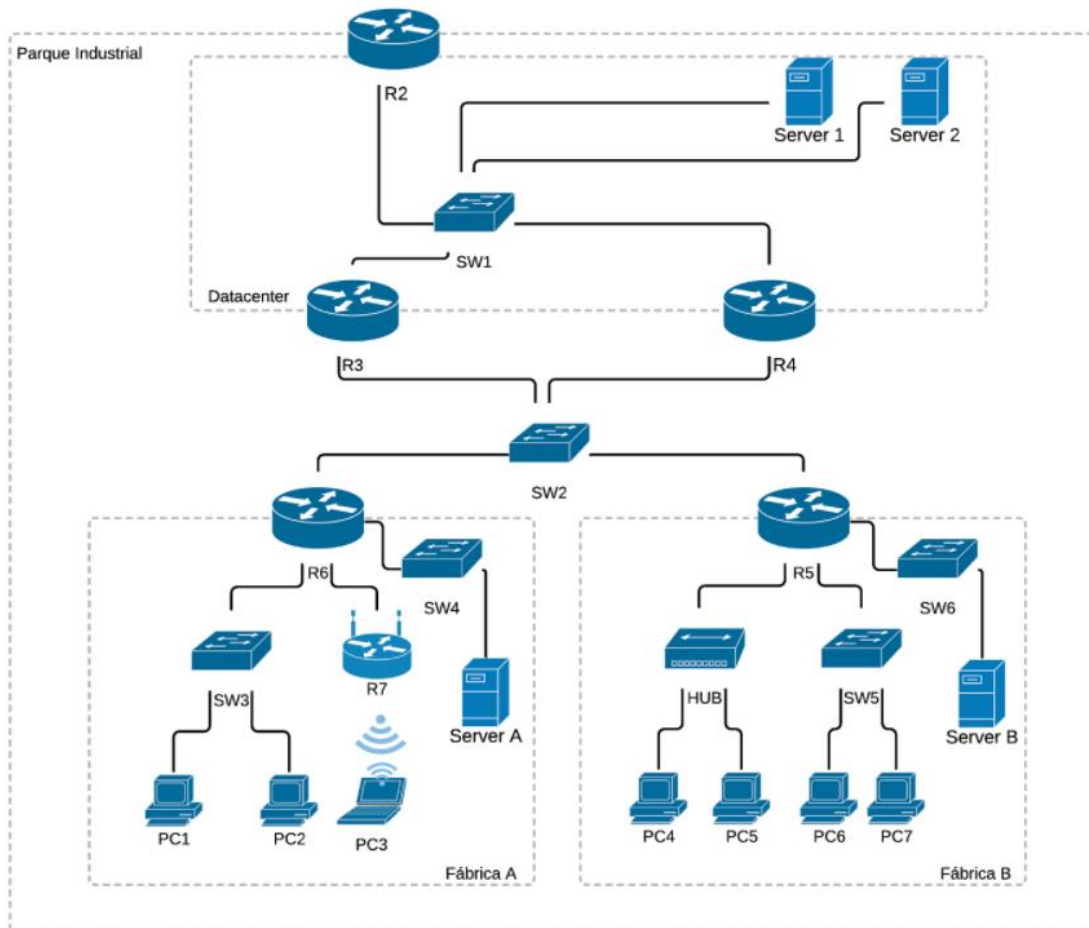 Parque Industrial
R2
Server 1
Server 2
SW1
Datacenter
R3
R4
SW2
R6
SW4
R5
SW6
SW3
R7
Server A
HUB
SW5
Server B
PC1
PC2
PC3
PC4
PC5
PC6
PC7
Fábrica A
Fábrica B